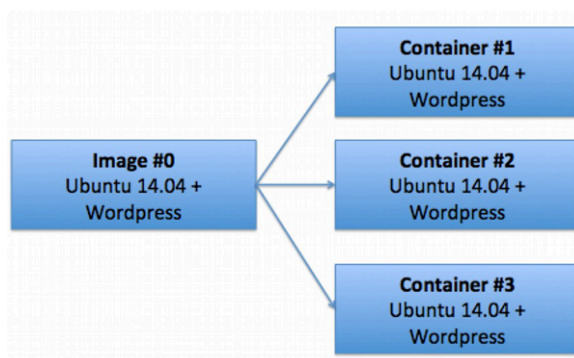 Container #1
Ubuntu 14.04 +
Wordpress
Image #0
Ubuntu 14.04 +
Wordpress
Container #2
Ubuntu 14.04 +
Wordpress
Container #3
Ubuntu 14.04 +
Wordpress